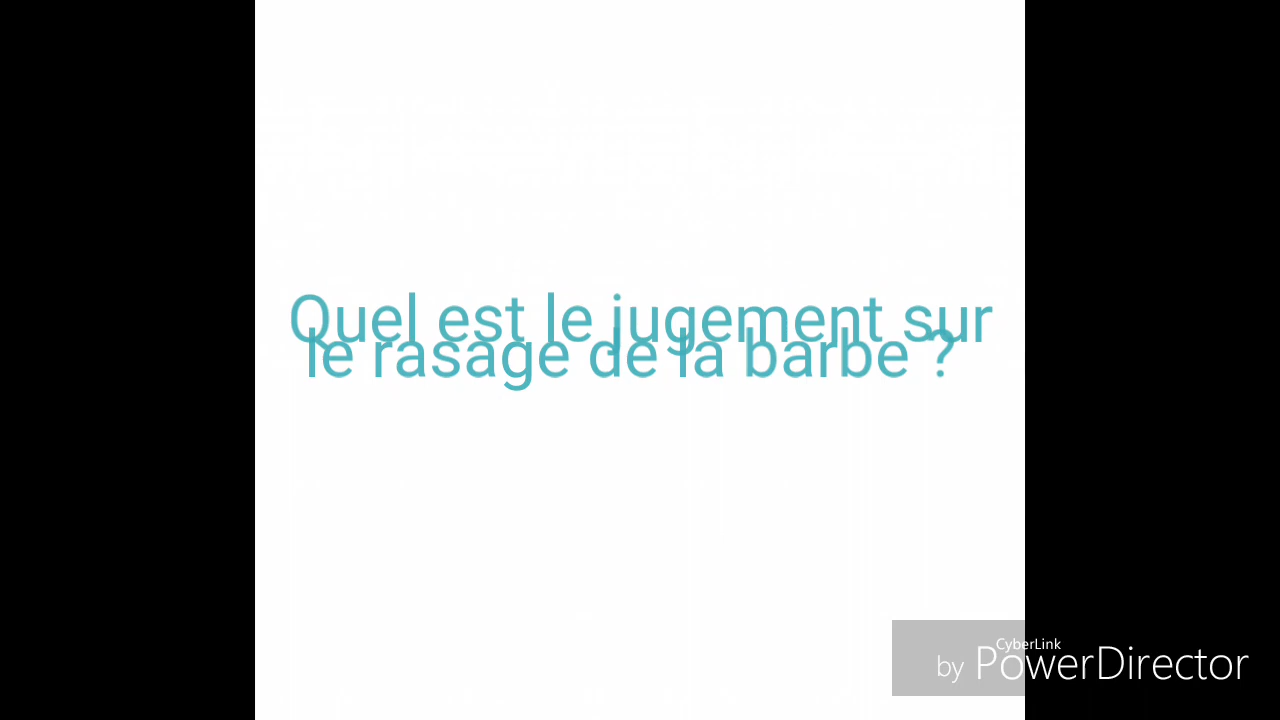 Quel est le jugement sur
le rasage de la barbe ?
CyberLink
by PowerDirector